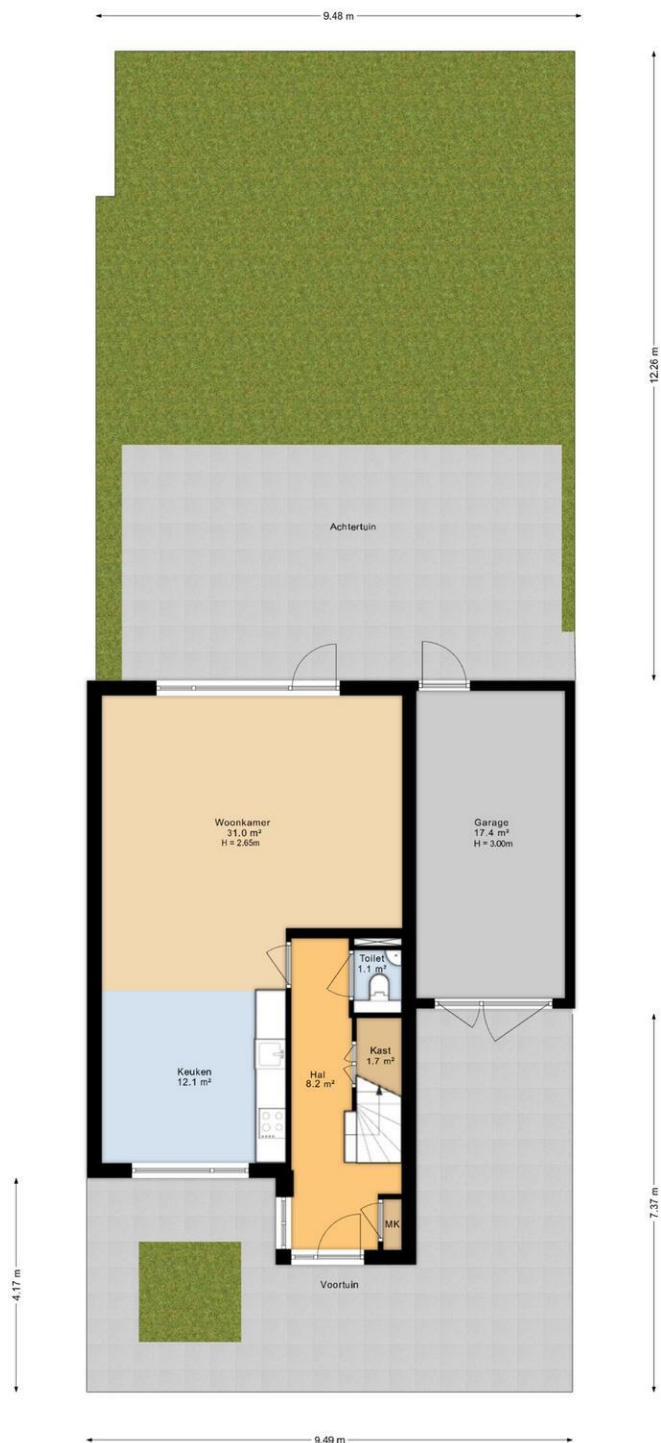 9.48 m
12.26 m
Achtertuin
Woonkamer
31.0 m²
H = 2.65m
Garage
17.4 m²
H = 3.00m
Toilet
1.1 m²
Kast
1.7 m²
Keuken
12.1 m²
Hal
8.2 m²
MK
Voortuin
4.17 m
7.37 m
9.49 m